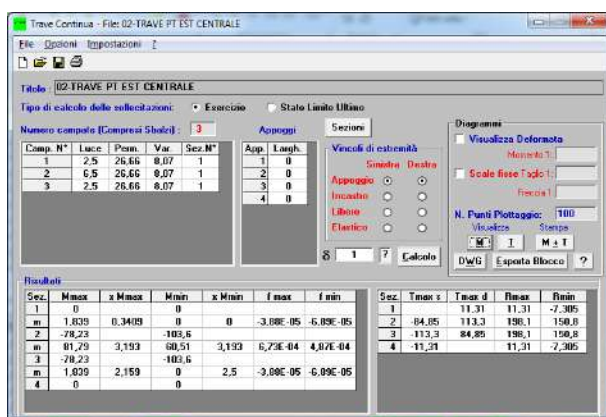 Trave Continua - File: 02-TRAVE PT EST CENTRALE
File Opzioni Impostazioni ?
Titolo : 02-TRAVE PT EST CENTRALE
Tipo di calcolo delle sollecitazioni: Esercizio Stato Limite Ultimo
Numero campate (Compresi Sbalzi) : 3
Camp. N° Luce Perm. Var. Sez.N°
1 2,5 26,66 8,07 1
2 6,5 26,66 8,07 1
3 2,5 26,66 8,07 1
Appoggi
App. Largh.
1 0
2 0
3 0
4 0
Sezioni
Vincoli di estremità
Sinistra Destra
Appoggio
Incastro
Libero
Elastico
δ 1 ? Calcolo
Diagrammi
Visualizza Deformata
Momento 1:
Scale fisse Taglio 1:
Freccia 1:
N. Punti Plottaggio: 100
Visualizza Stampa
M T M + T
DWG Esporta Blocco ?
Risultati
Sez. Mmax x Mmax Mmin x Mmin f max f min
1 0 0
m 1,839 0,3409 0 0 -3,88E-05 -6,09E-05
2 -78,23 -103,6
m 81,79 3,193 60,51 3,193 6,73E-04 4,87E-04
3 -78,23 -103,6
m 1,839 2,159 0 2,5 -3,88E-05 -6,09E-05
4 0 0
Sez. Tmax s Tmax d Rmax Rmin
1 11,31 11,31 -7,305
2 -84,85 113,3 198,1 150,8
3 -113,3 84,85 198,1 150,8
4 -11,31 11,31 -7,305